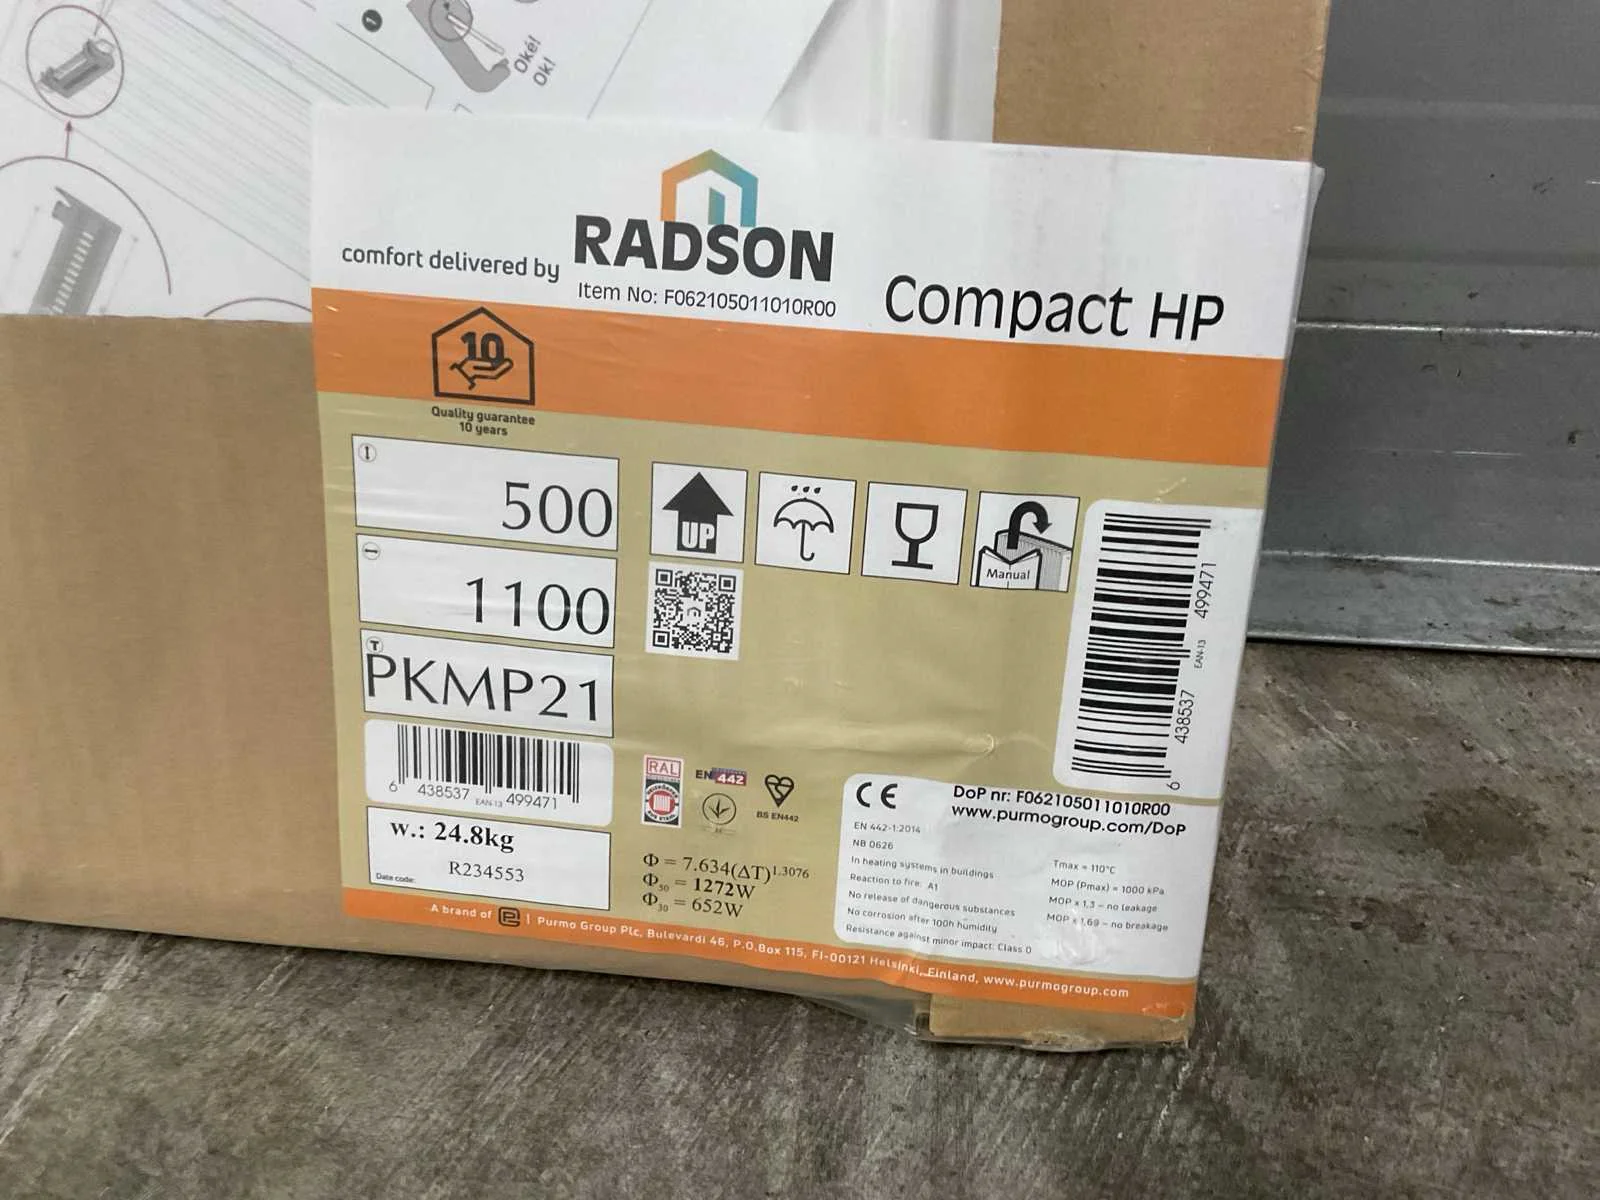 1
Oké!
Ok!
RADSON
comfort delivered by
Item No: F062105011010R00
Compact HP
10
Quality guarantee
10 years
500
1100
T
PKMP21
UP
Manual
6 438537 499471
EAN-13
6 438537 499471
EAN-13
w.: 24.8kg
R234553
Date code:
RAL
EN 442
BS EN442
Φ = 7.634(ΔT)1.3076
Φ50 = 1272W
Φ30 = 652W
CE
DoP nr: F062105011010R00
www.purmogroup.com/DoP
EN 442-1:2014
NB 0626
In heating systems in buildings
Reaction to fire: A1
No release of dangerous substances
No corrosion after 100h humidity
Resistance against minor impact: Class 0
Tmax = 110°C
MOP (Pmax) = 1000 kPa
MOP x 1,3 – no leakage
MOP x 1,69 – no breakage
A brand of P | Purmo Group Plc, Bulevardi 46, P.O.Box 115, FI-00121 Helsinki, Finland, www.purmogroup.com